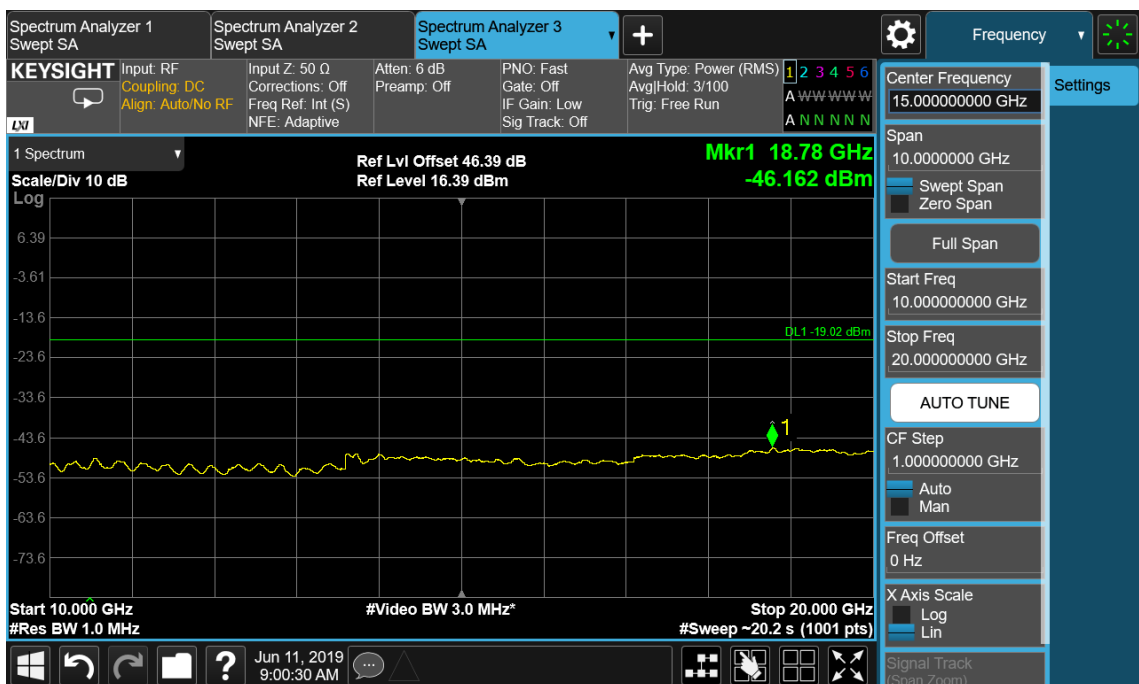 Spectrum Analyzer 1
Swept SA
Spectrum Analyzer 2
Swept SA
Spectrum Analyzer 3
Swept SA
Frequency
KEYSIGHT
LXI
Input: RF
Coupling: DC
Align: Auto/No RF
Input Z: 50 Ω
Corrections: Off
Freq Ref: Int (S)
NFE: Adaptive
Atten: 6 dB
Preamp: Off
PNO: Fast
Gate: Off
IF Gain: Low
Sig Track: Off
Avg Type: Power (RMS)
Avg|Hold: 3/100
Trig: Free Run
1 2 3 4 5 6
A W W W W W
A N N N N N
1 Spectrum
Scale/Div 10 dB
Log
Ref Lvl Offset 46.39 dB
Ref Level 16.39 dBm
Mkr1 18.78 GHz
-46.162 dBm
6.39
-3.61
-13.6
-23.6
-33.6
-43.6
-53.6
-63.6
-73.6
DL1 -19.02 dBm
1
Start 10.000 GHz
#Res BW 1.0 MHz
#Video BW 3.0 MHz*
Stop 20.000 GHz
#Sweep ~20.2 s (1001 pts)
?
Jun 11, 2019
9:00:30 AM
Center Frequency
15.000000000 GHz
Settings
Span
10.0000000 GHz
Swept Span
Zero Span
Full Span
Start Freq
10.000000000 GHz
Stop Freq
20.000000000 GHz
AUTO TUNE
CF Step
1.000000000 GHz
Auto
Man
Freq Offset
0 Hz
X Axis Scale
Log
Lin
Signal Track
(Span Zoom)